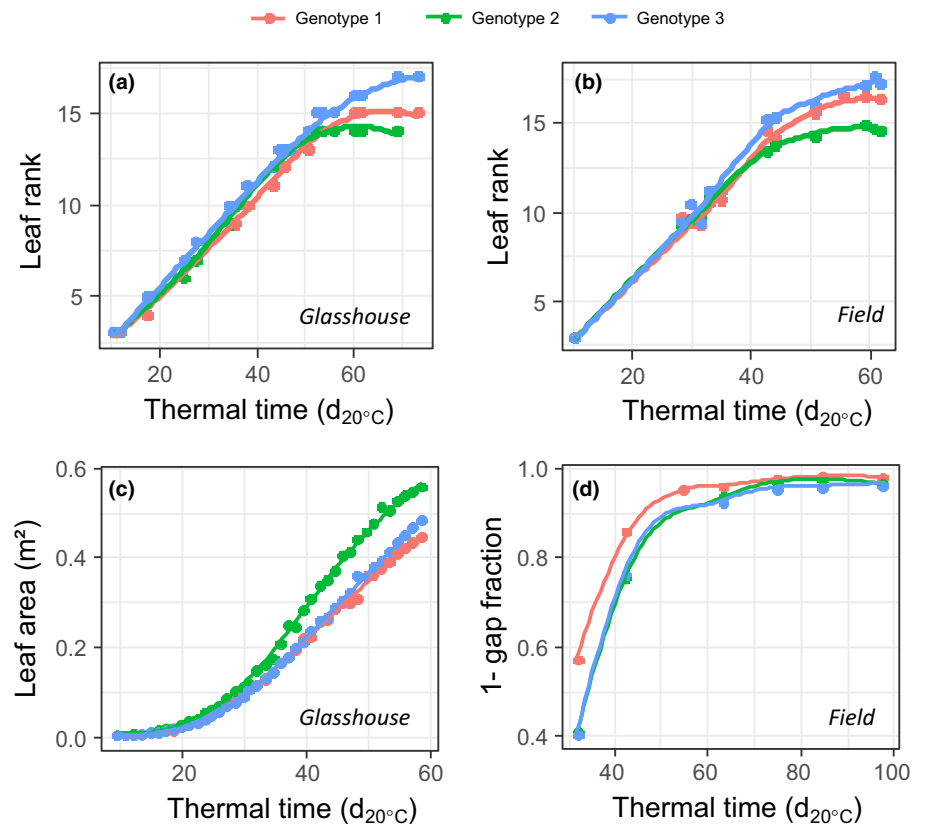 Genotype 1 Genotype 2 Genotype 3
(a)
15
10
5
Leaf rank
Glasshouse
20 40 60
Thermal time (d20°C)
(b)
15
10
5
Leaf rank
Field
20 40 60
Thermal time (d20°C)
(c)
0.6
0.4
0.2
0.0
Leaf area (m²)
Glasshouse
20 40 60
Thermal time (d20°C)
(d)
1.0
0.8
0.6
0.4
1- gap fraction
Field
40 60 80 100
Thermal time (d20°C)